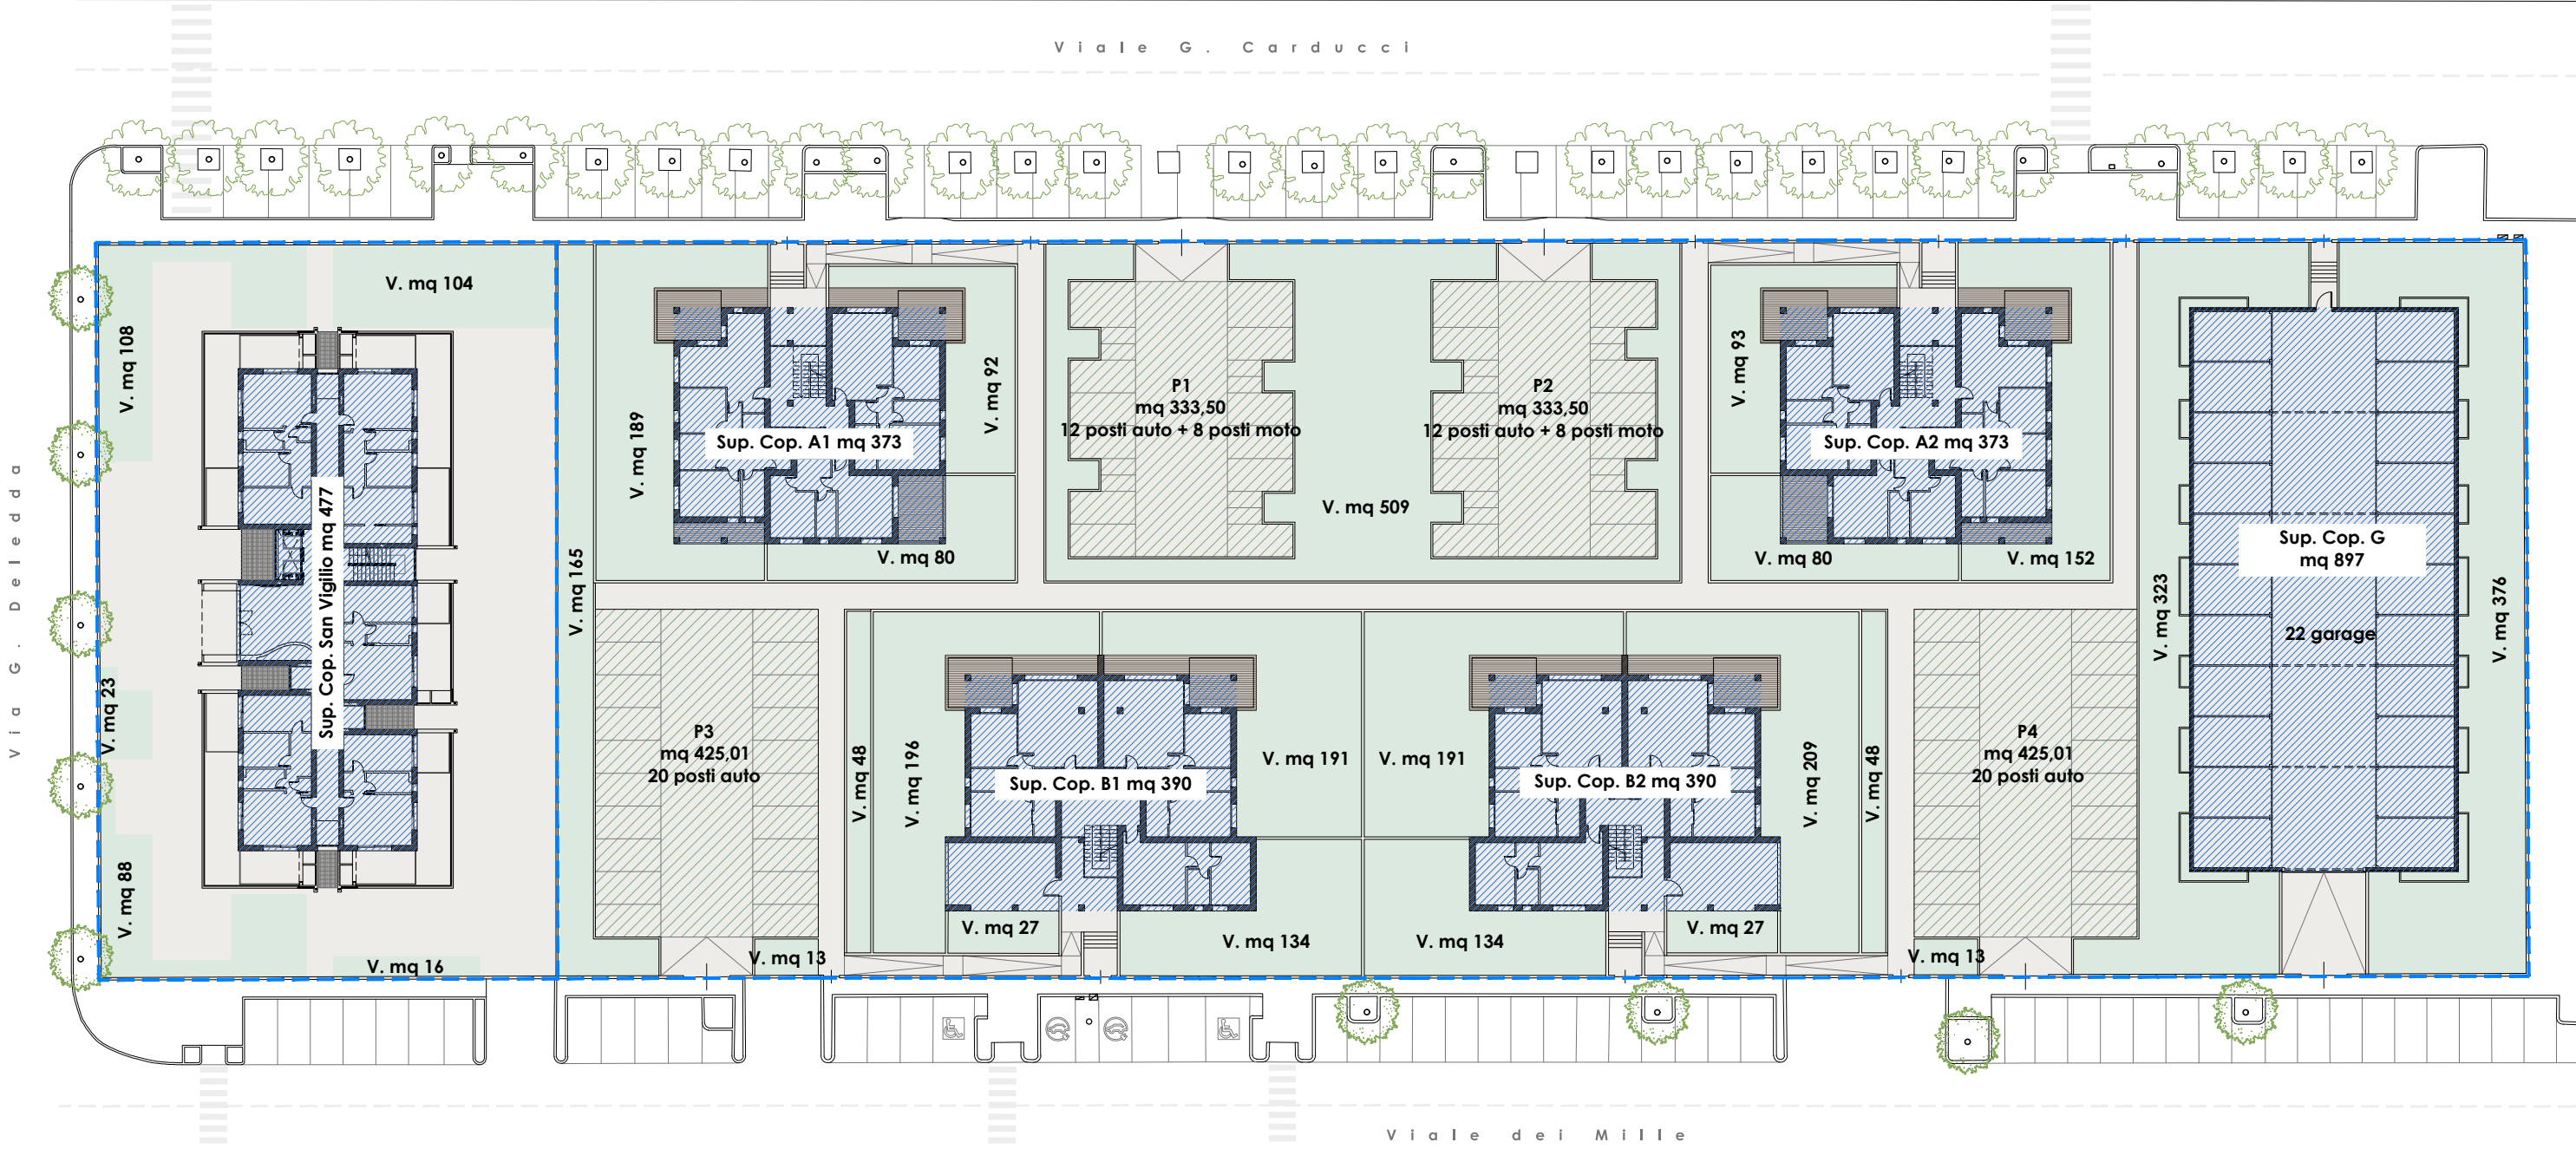 Viale G. Carducci
Via G. Deledda
V. mq 104
V. mq 108
Sup. Cop. San Vigilio mq 477
V. mq 23
V. mq 88
V. mq 16
V. mq 165
V. mq 189
Sup. Cop. A1 mq 373
V. mq 92
V. mq 80
P1
mq 333,50
12 posti auto + 8 posti moto
V. mq 509
P2
mq 333,50
12 posti auto + 8 posti moto
V. mq 93
Sup. Cop. A2 mq 373
V. mq 80
V. mq 152
V. mq 323
Sup. Cop. G
mq 897
22 garage
V. mq 376
P3
mq 425,01
20 posti auto
V. mq 13
V. mq 48
V. mq 196
Sup. Cop. B1 mq 390
V. mq 27
V. mq 191
V. mq 134
V. mq 191
V. mq 134
Sup. Cop. B2 mq 390
V. mq 27
V. mq 209
V. mq 48
P4
mq 425,01
20 posti auto
V. mq 13
Viale dei Mille